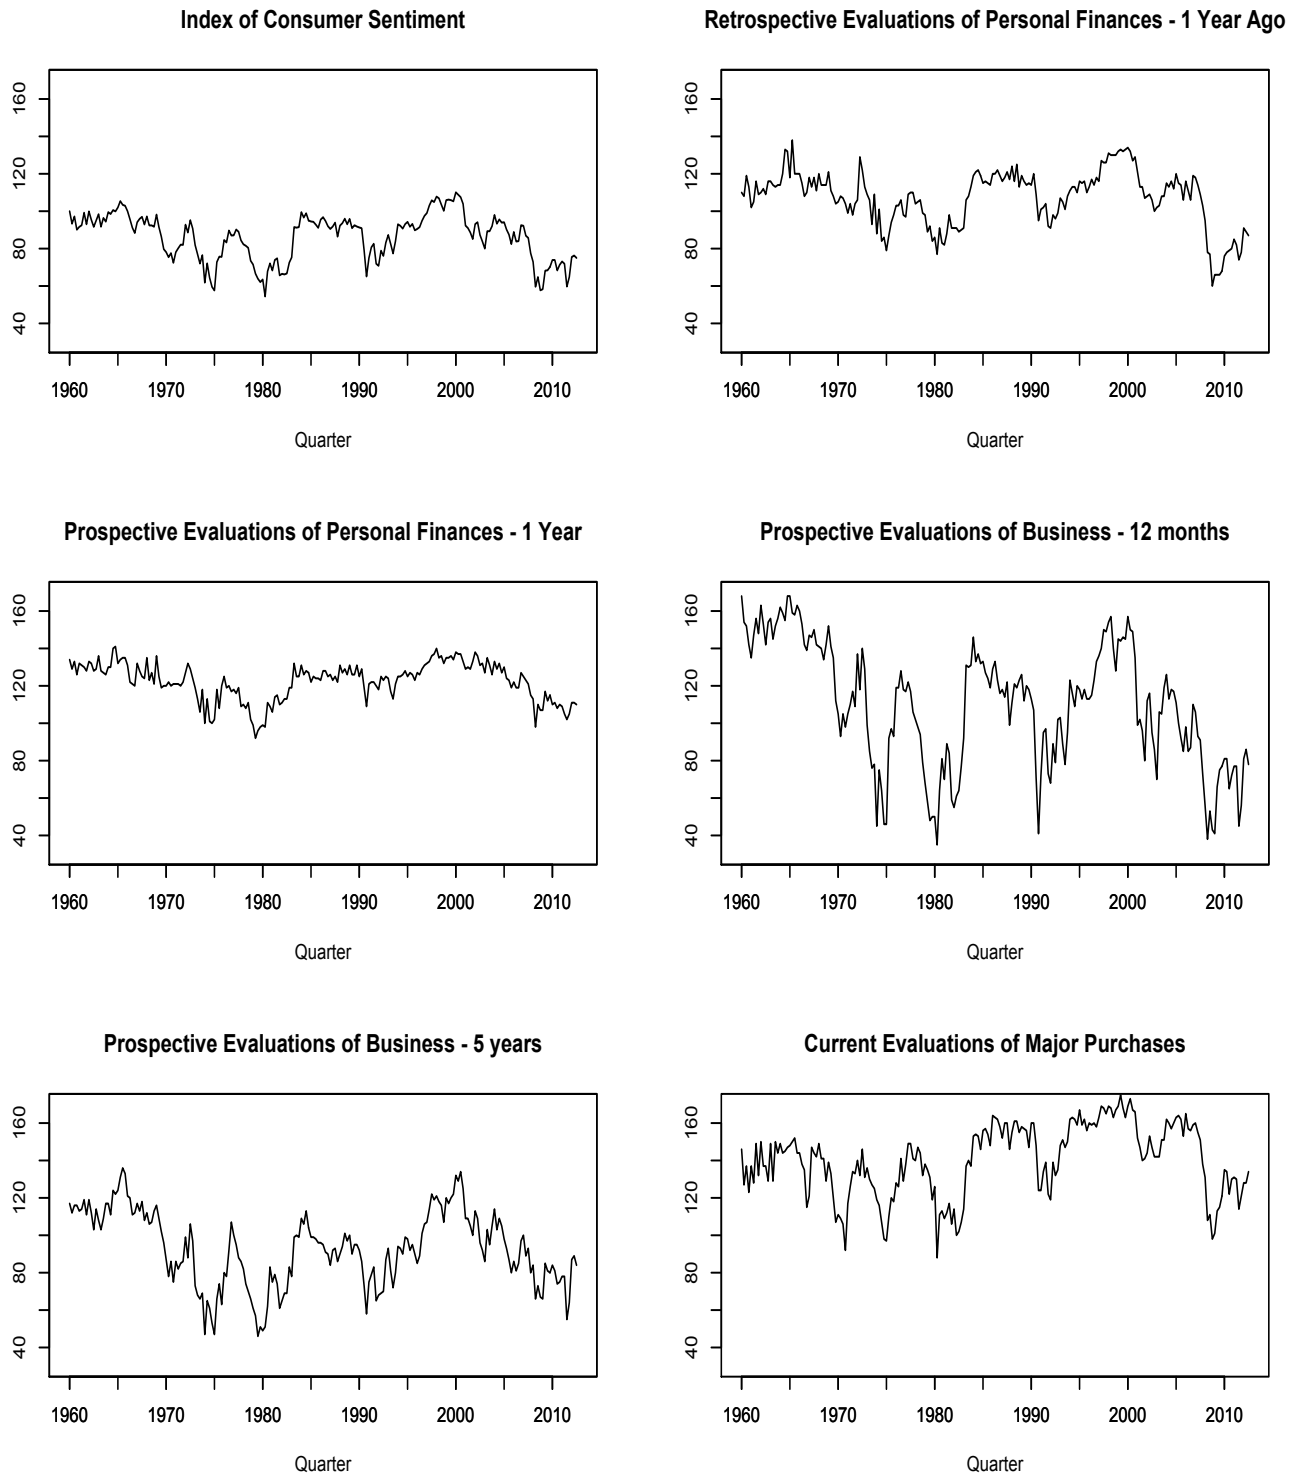 Index of Consumer Sentiment
160
120
80
40
1960 1970 1980 1990 2000 2010
Quarter
Retrospective Evaluations of Personal Finances - 1 Year Ago
160
120
80
40
1960 1970 1980 1990 2000 2010
Quarter
Prospective Evaluations of Personal Finances - 1 Year
160
120
80
40
1960 1970 1980 1990 2000 2010
Quarter
Prospective Evaluations of Business - 12 months
160
120
80
40
1960 1970 1980 1990 2000 2010
Quarter
Prospective Evaluations of Business - 5 years
160
120
80
40
1960 1970 1980 1990 2000 2010
Quarter
Current Evaluations of Major Purchases
160
120
80
40
1960 1970 1980 1990 2000 2010
Quarter